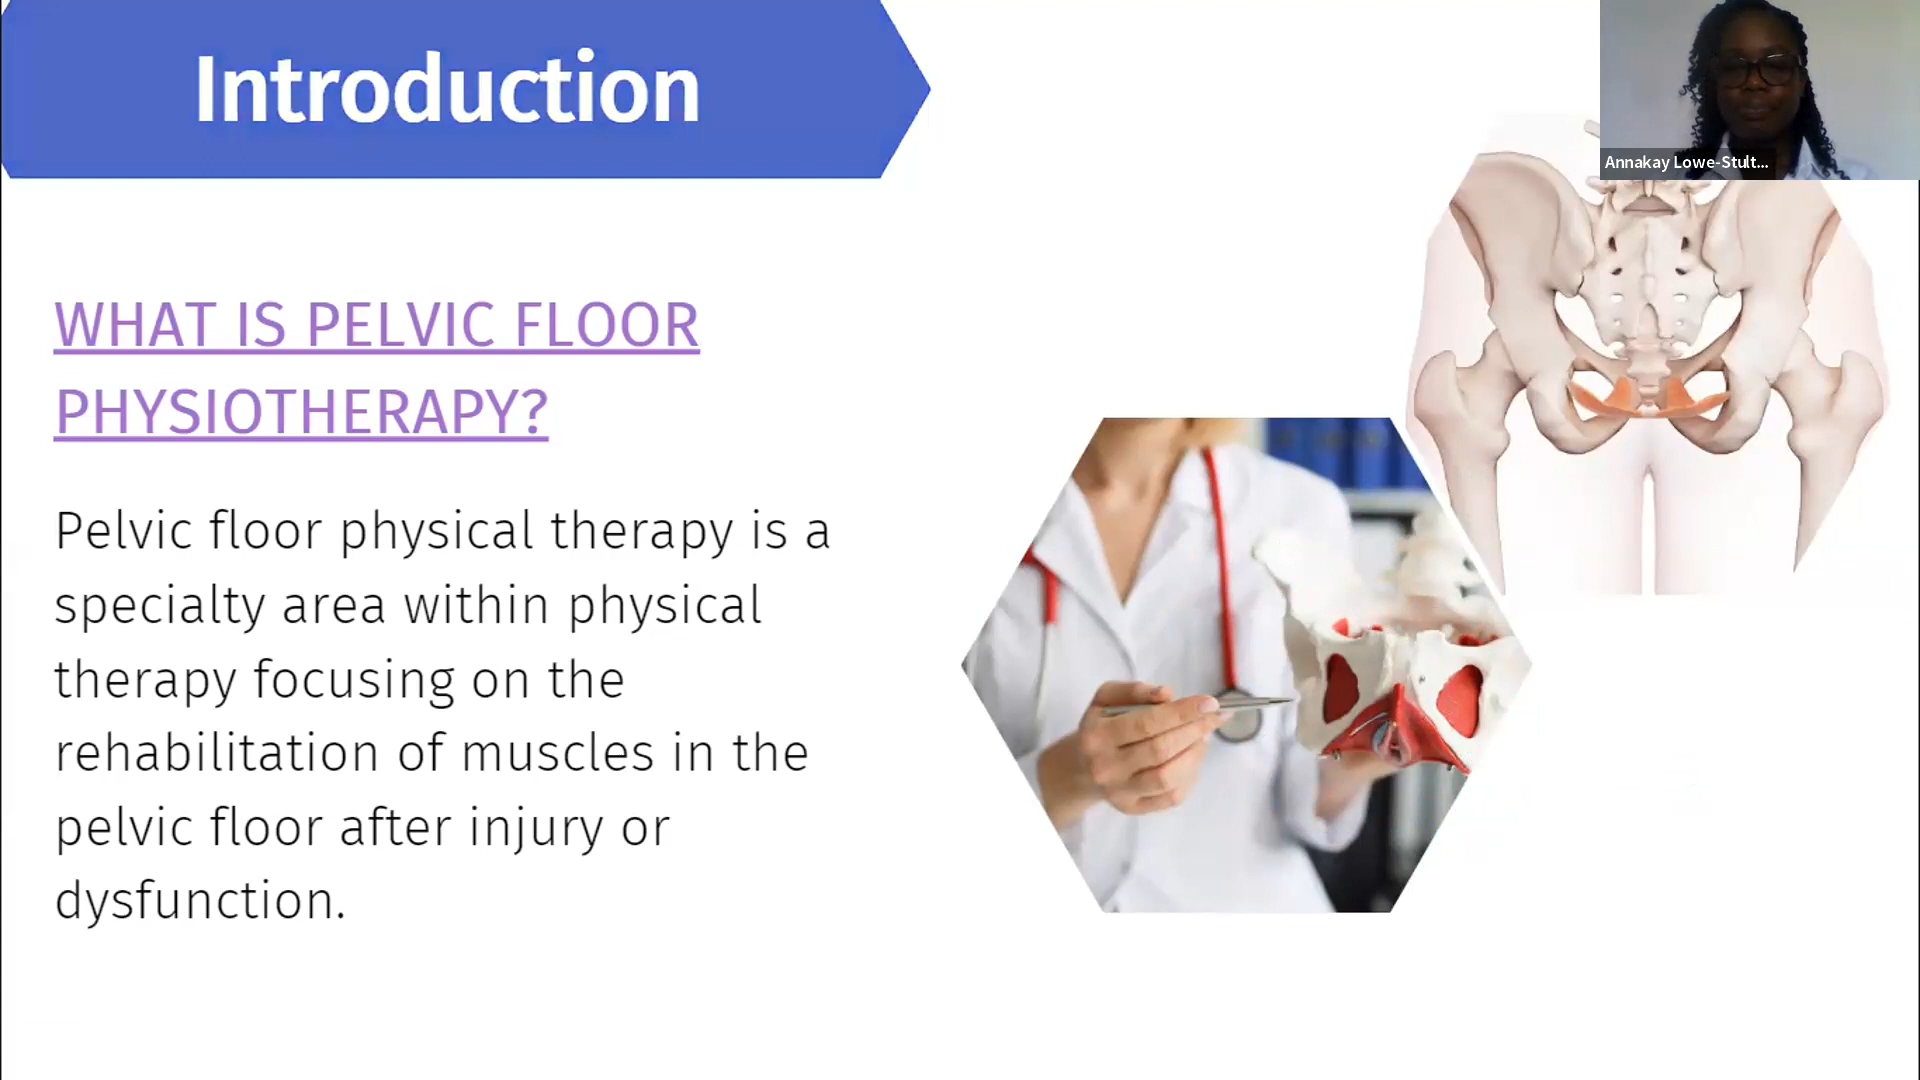 Introduction
Annakay Lowe-Stult...
WHAT IS PELVIC FLOOR
PHYSIOTHERAPY?
Pelvic floor physical therapy is a
specialty area within physical
therapy focusing on the
rehabilitation of muscles in the
pelvic floor after injury or
dysfunction.